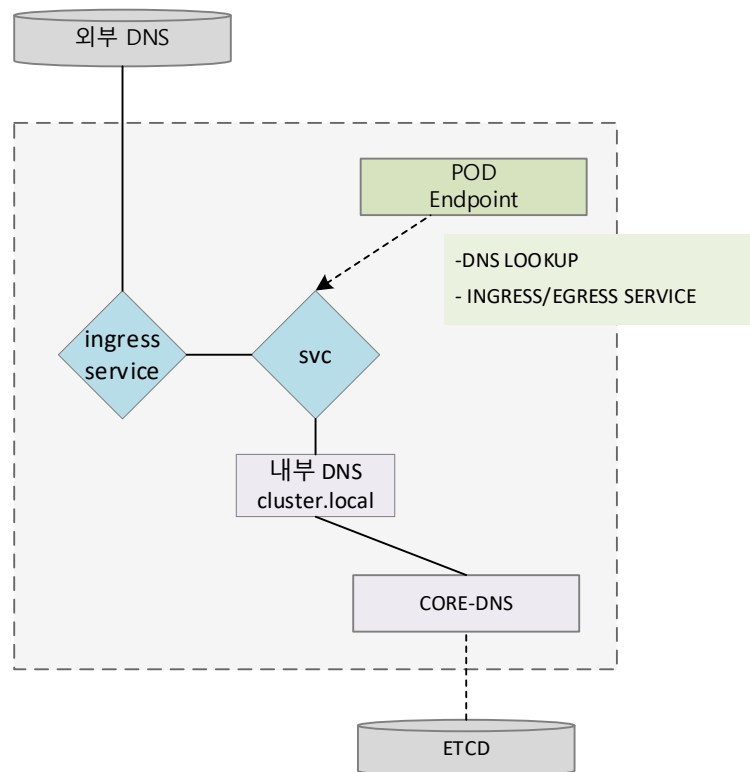 외부 DNS
POD
Endpoint
-DNS LOOKUP
- INGRESS/EGRESS SERVICE
ingress
service
svc
내부 DNS
cluster.local
CORE-DNS
ETCD